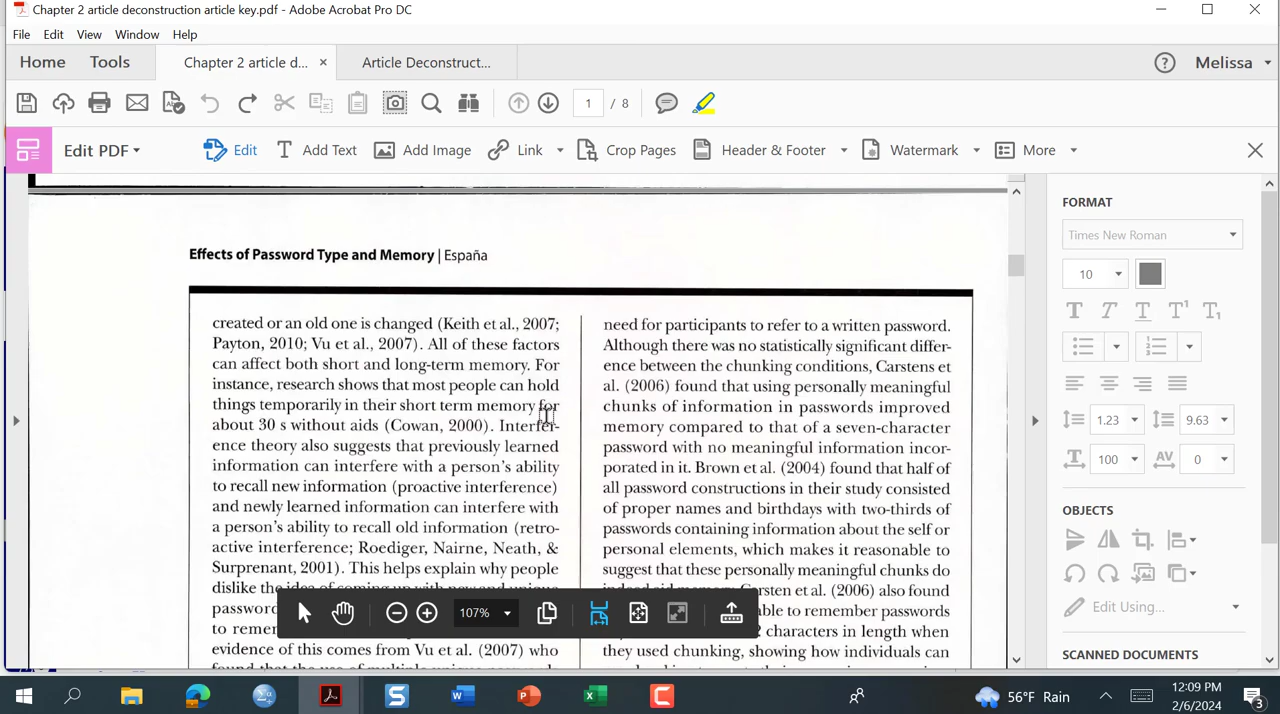 Chapter 2 article deconstruction article key.pdf - Adobe Acrobat Pro DC
File Edit View Window Help
Home Tools Chapter 2 article d... × Article Deconstruct... Melissa
1 / 8
Edit PDF Edit Add Text Add Image Link Crop Pages Header & Footer Watermark More
Effects of Password Type and Memory | España
created or an old one is changed (Keith et al., 2007;
Payton, 2010; Vu et al., 2007). All of these factors
can affect both short and long-term memory. For
instance, research shows that most people can hold
things temporarily in their short term memory for
about 30 s without aids (Cowan, 2000). Interfer-
ence theory also suggests that previously learned
information can interfere with a person's ability
to recall new information (proactive interference)
and newly learned information can interfere with
a person's ability to recall old information (retro-
active interference; Roediger, Nairne, Neath, &
Surprenant, 2001). This helps explain why people
dislike the idea of coming up with
password
to remem
evidence of this comes from Vu et al. (2007) who
need for participants to refer to a written password.
Although there was no statistically significant differ-
ence between the chunking conditions, Carstens et
al. (2006) found that using personally meaningful
chunks of information in passwords improved
memory compared to that of a seven-character
password with no meaningful information incor-
porated in it. Brown et al. (2004) found that half of
all password constructions in their study consisted
of proper names and birthdays with two-thirds of
passwords containing information about the self or
personal elements, which makes it reasonable to
suggest that these personally meaningful chunks do
arsten et al. (2006) also found
able to remember passwords
2 characters in length when
they used chunking, showing how individuals can
107%
FORMAT
Times New Roman
10
T T T T¹ T₁
1.23 9.63
100 AV 0
OBJECTS
Edit Using...
SCANNED DOCUMENTS
56°F Rain
12:09 PM
2/6/2024
3